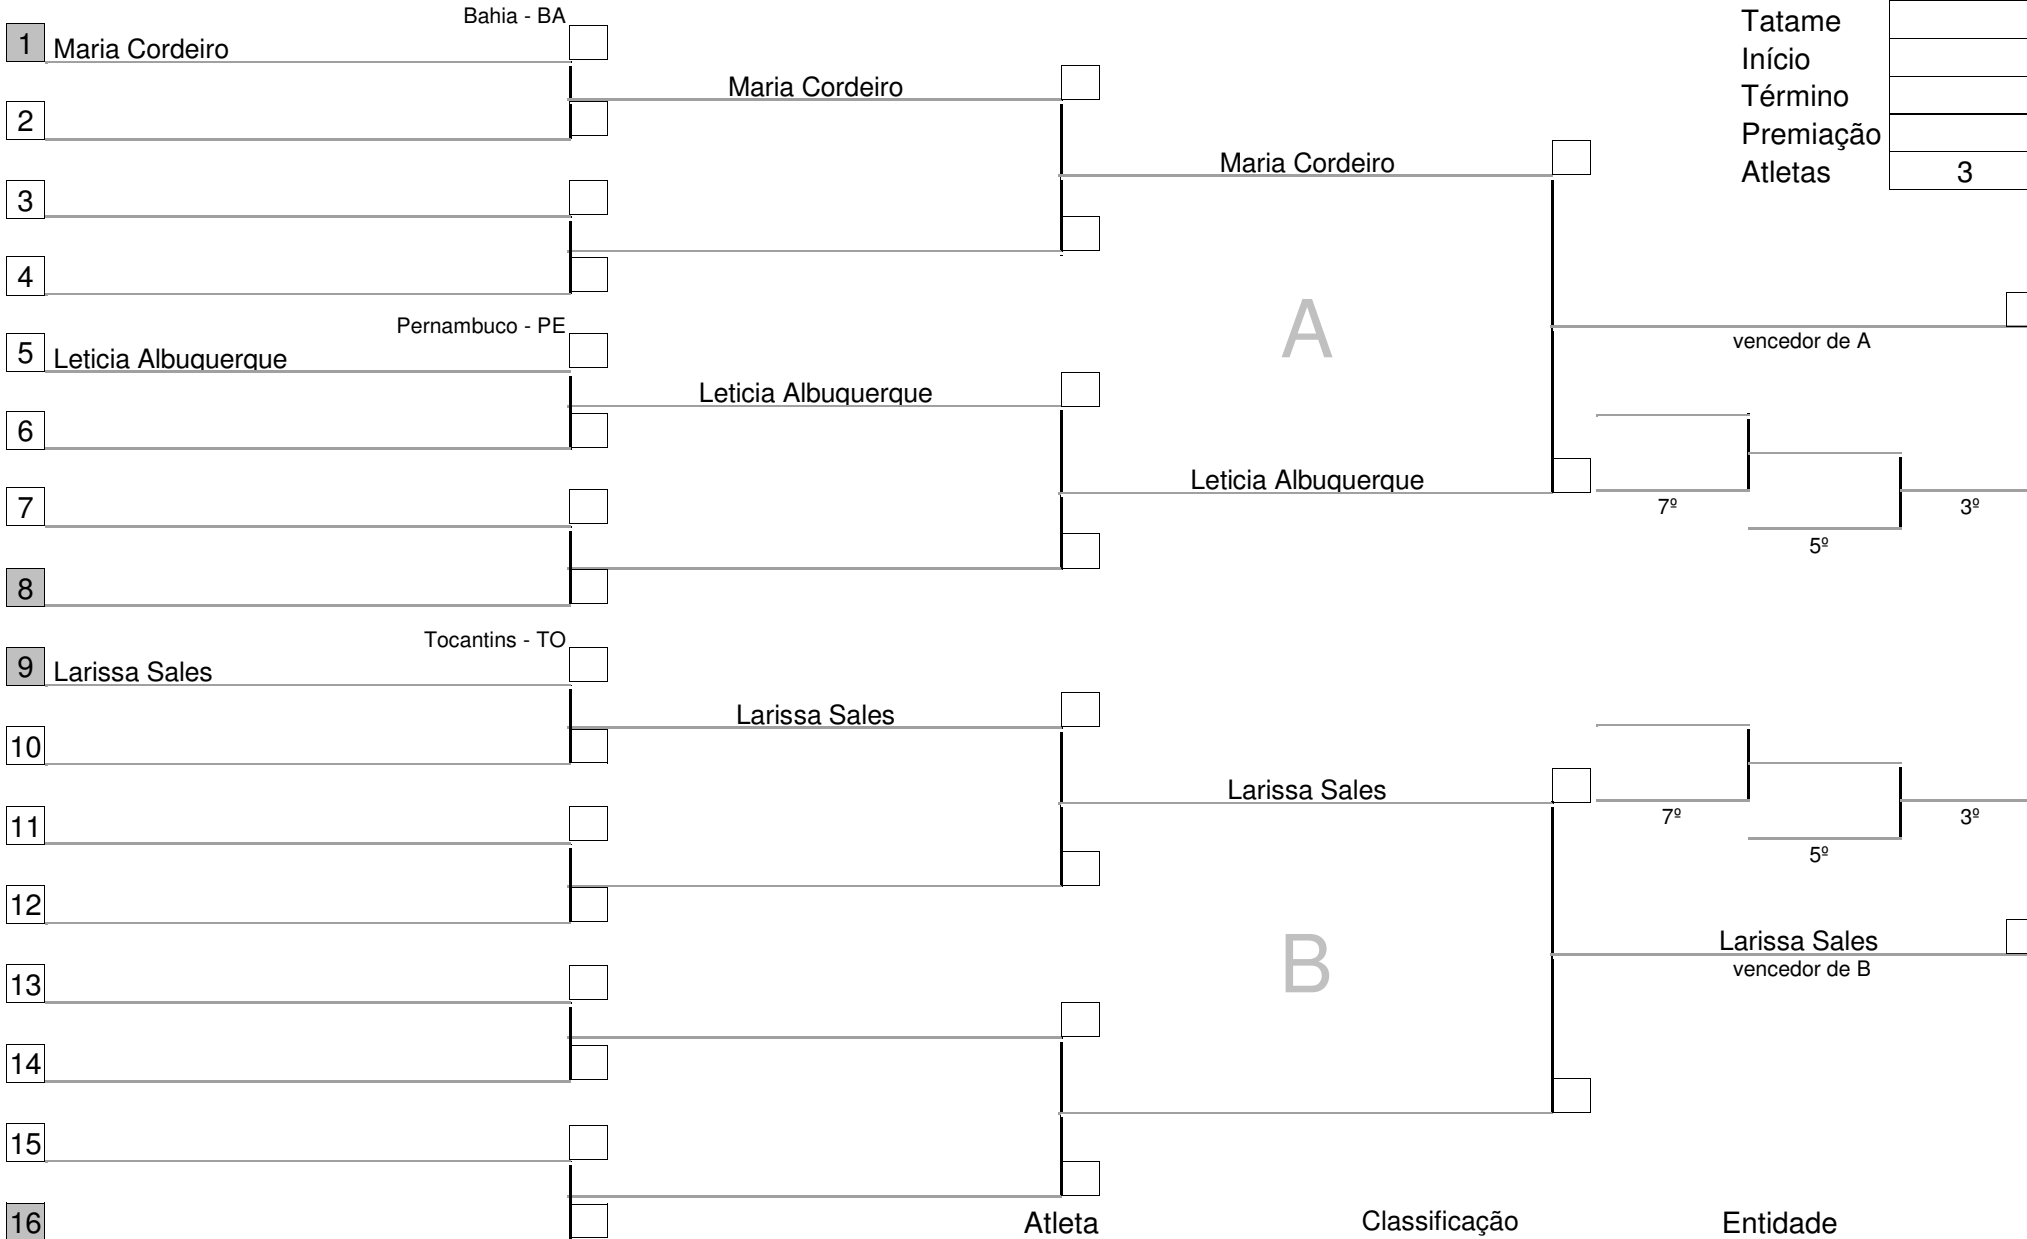 Bahia - BA
1 Maria Cordeiro
2
3
4
Pernambuco - PE
5 Leticia Albuquerque
6
7
8
Tocantins - TO
9 Larissa Sales
10
11
12
13
14
15
16
Maria Cordeiro
Leticia Albuquerque
Larissa Sales
Maria Cordeiro
A
Leticia Albuquerque
Larissa Sales
B
Tatame
Início
Término
Premiação
Atletas 3
vencedor de A
7º
3º
5º
7º
3º
5º
Larissa Sales
vencedor de B
Atleta Classificação Entidade